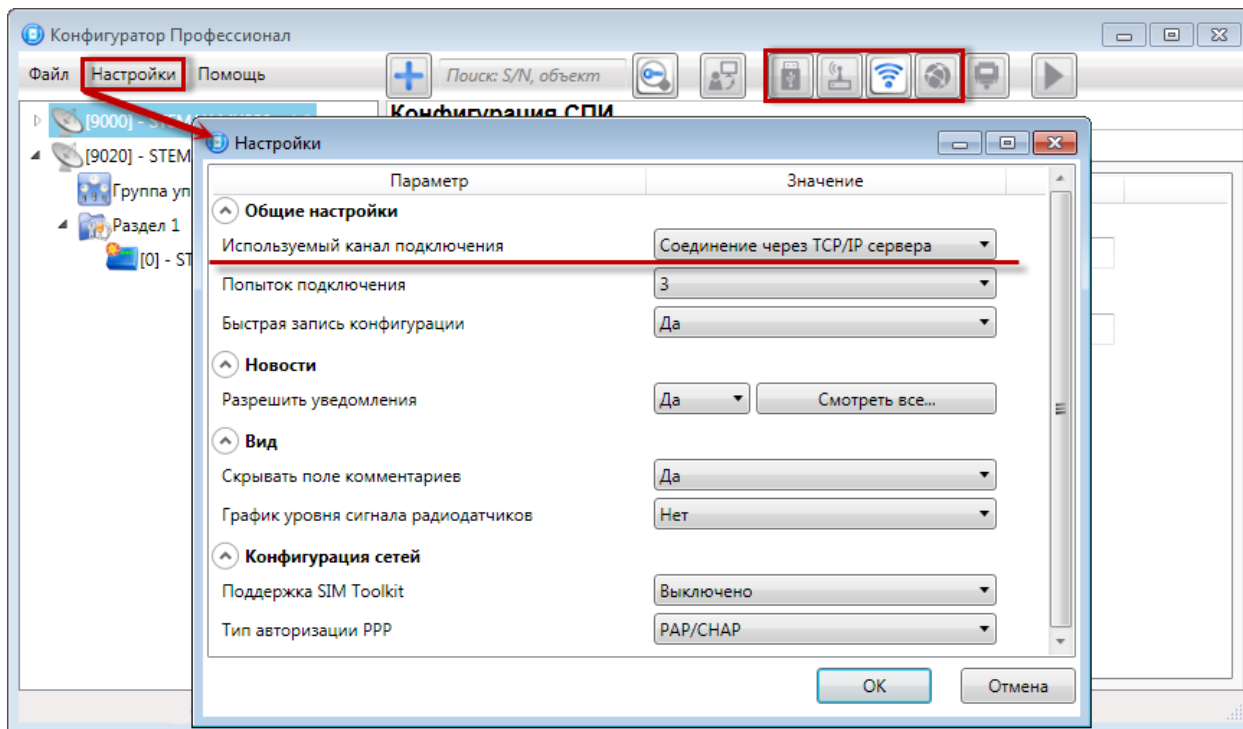 Конфигуратор Профессионал
Файл Настройки Помощь Поиск: S/N, объект
Конфигурация СПИ
[9000] - STEM
[9020] - STEM
Группа уп
Раздел 1
[0] - ST
Настройки
Параметр Значение
Общие настройки
Используемый канал подключения Соединение через TCP/IP сервера
Попыток подключения 3
Быстрая запись конфигурации Да
Новости
Разрешить уведомления Да Смотреть все...
Вид
Скрывать поле комментариев Да
График уровня сигнала радиодатчиков Нет
Конфигурация сетей
Поддержка SIM Toolkit Выключено
Тип авторизации PPP PAP/CHAP
OK Отмена